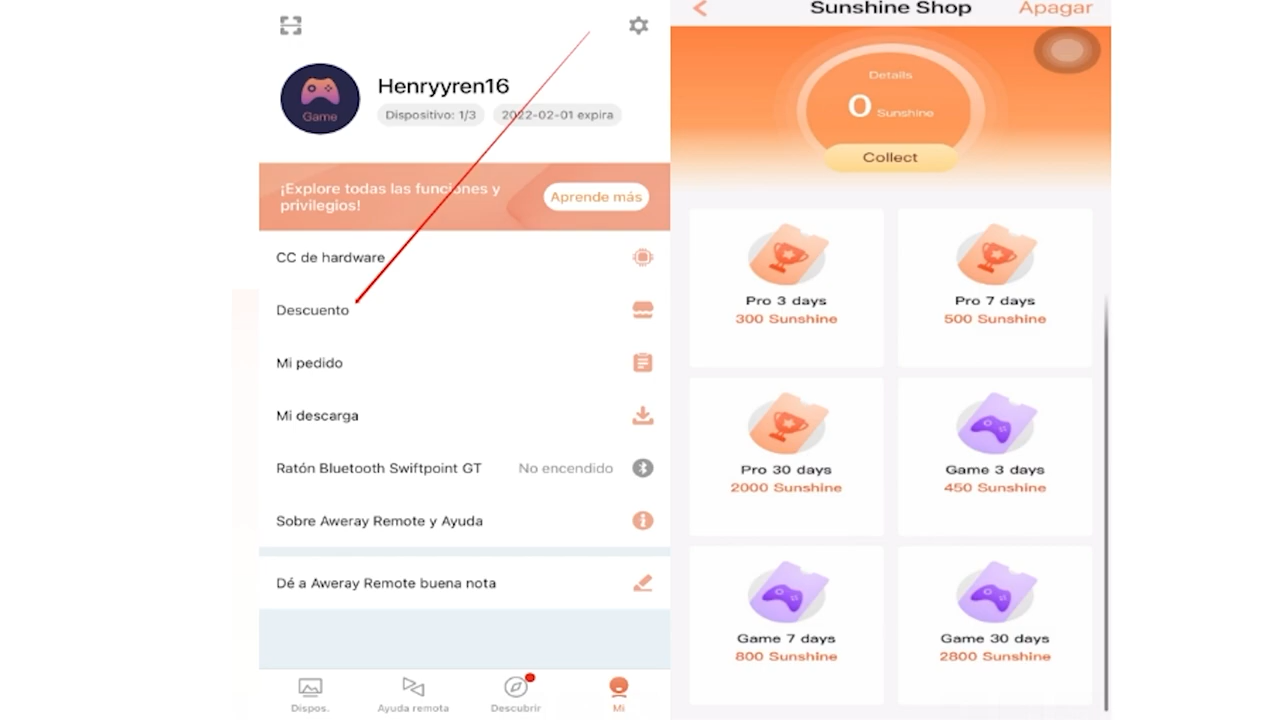 Henryyren16
Game
Dispositivo: 1/3
2022-02-01 expira
¡Explore todas las funciones y
privilegios!
Aprende más
CC de hardware
Descuento
Mi pedido
Mi descarga
Ratón Bluetooth Swiftpoint GT
No encendido
Sobre Aweray Remote y Ayuda
Dé a Aweray Remote buena nota
Dispos.
Ayuda remota
Descubrir
Mi
Sunshine Shop
Apagar
Details
0 Sunshine
Collect
Pro 3 days
300 Sunshine
Pro 7 days
500 Sunshine
Pro 30 days
2000 Sunshine
Game 3 days
450 Sunshine
Game 7 days
800 Sunshine
Game 30 days
2800 Sunshine